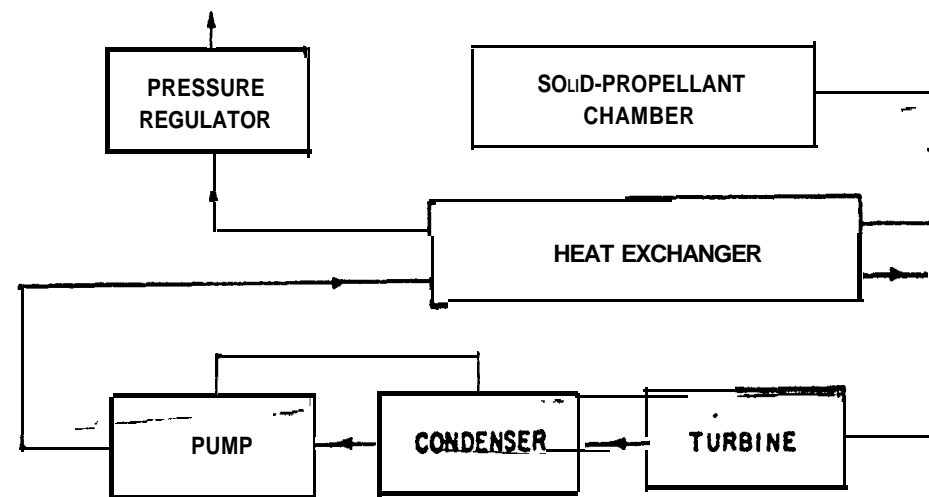 PRESSURE
REGULATOR
SOLID-PROPELLANT
CHAMBER
HEAT EXCHANGER
PUMP
CONDENSER
TURBINE